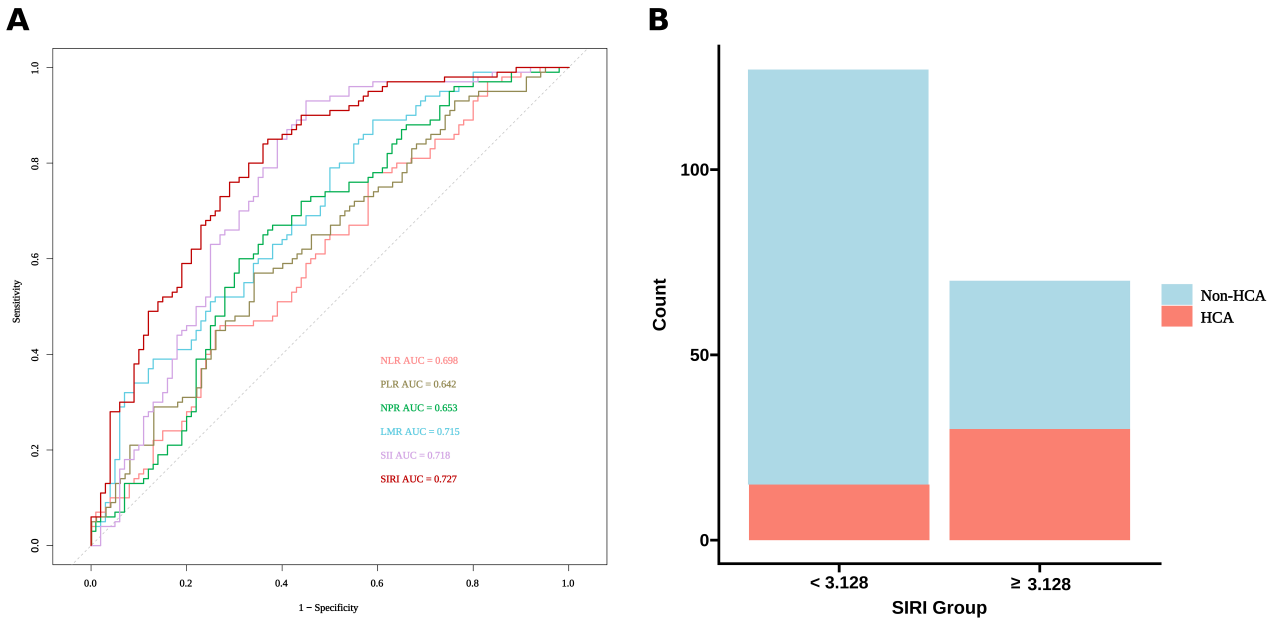 A
1.0
0.8
0.6
0.4
0.2
0.0
Sensitivity
NLR AUC = 0.698
PLR AUC = 0.642
NPR AUC = 0.653
LMR AUC = 0.715
SII AUC = 0.718
SIRI AUC = 0.727
0.0 0.2 0.4 0.6 0.8 1.0
1 − Specificity
B
100
50
0
Count
Non-HCA
HCA
< 3.128 ≥ 3.128
SIRI Group